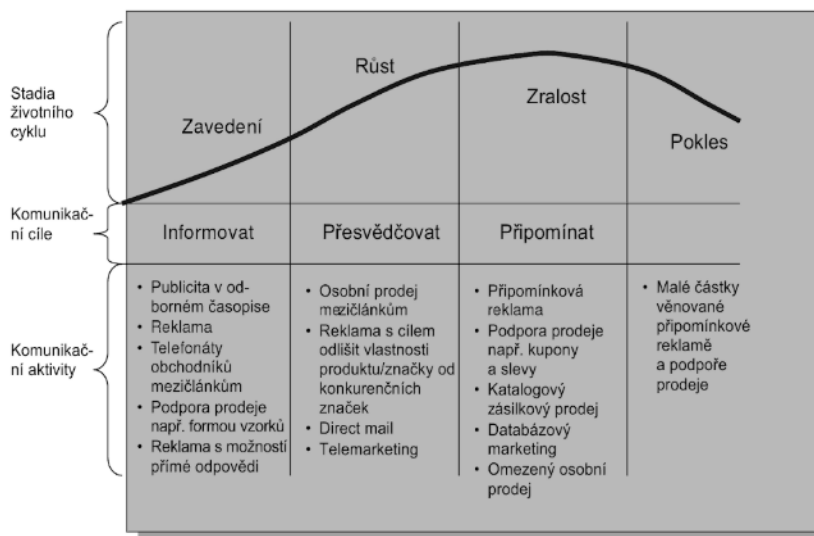 Stadia
životního
cyklu
Zavedení
Růst
Zralost
Pokles
Komunikač-
ní cíle
Informovat
Přesvědčovat
Připomínat
Komunikač-
ní aktivity
• Publicita v od-
borném časopise
• Reklama
• Telefonáty
obchodníků
mezičlánkům
• Podpora prodeje
např. formou vzorků
• Reklama s možností
přímé odpovědi
• Osobní prodej
mezičlánkům
• Reklama s cílem
odlišit vlastnosti
produktu/značky od
konkurenčních
značek
• Direct mail
• Telemarketing
• Připomínková
reklama
• Podpora prodeje
např. kupony
a slevy
• Katalogový
zásilkový prodej
• Databázový
marketing
• Omezený osobní
prodej
• Malé částky
věnované
připomínkové
reklamě
a podpoře
prodeje